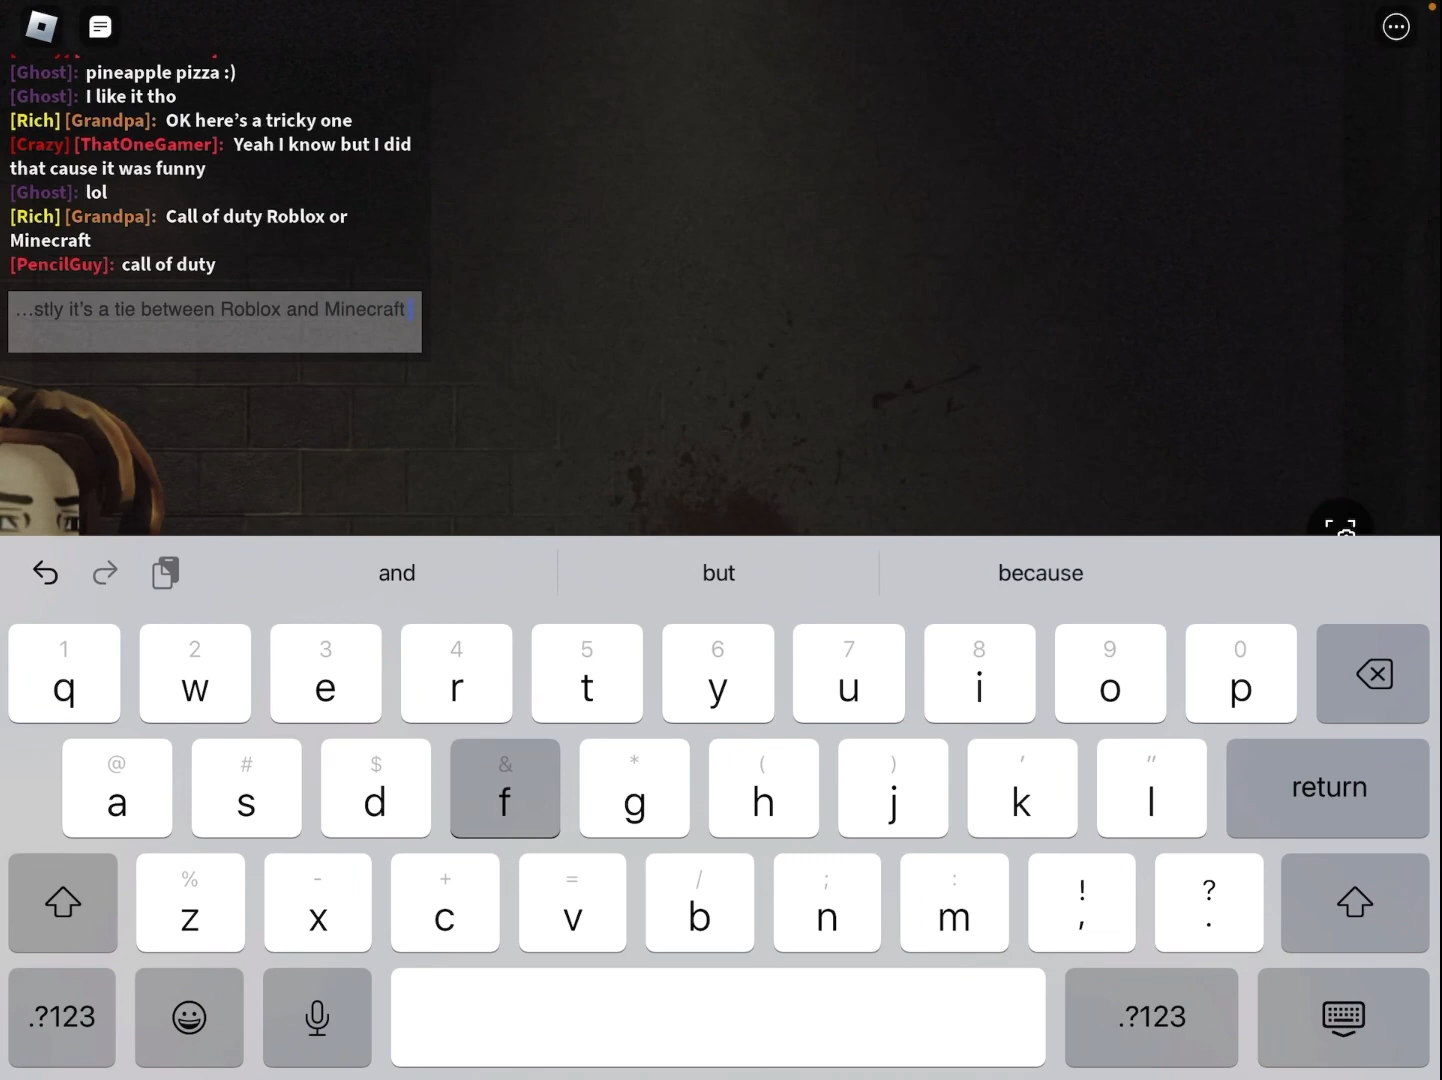 [Ghost]: pineapple pizza :)
[Ghost]: I like it tho
[Rich] [Grandpa]: OK here's a tricky one
[Crazy] [ThatOneGamer]: Yeah I know but I did
that cause it was funny
[Ghost]: lol
[Rich] [Grandpa]: Call of duty Roblox or
Minecraft
[PencilGuy]: call of duty
...stly it's a tie between Roblox and Minecraft
and but because
1 2 3 4 5 6 7 8 9 0
q w e r t y u i o p
@ # $ & * ( ) ' "
a s d f g h j k l return
% - + = / ; : ! ?
z x c v b n m , .
.?123 .?123